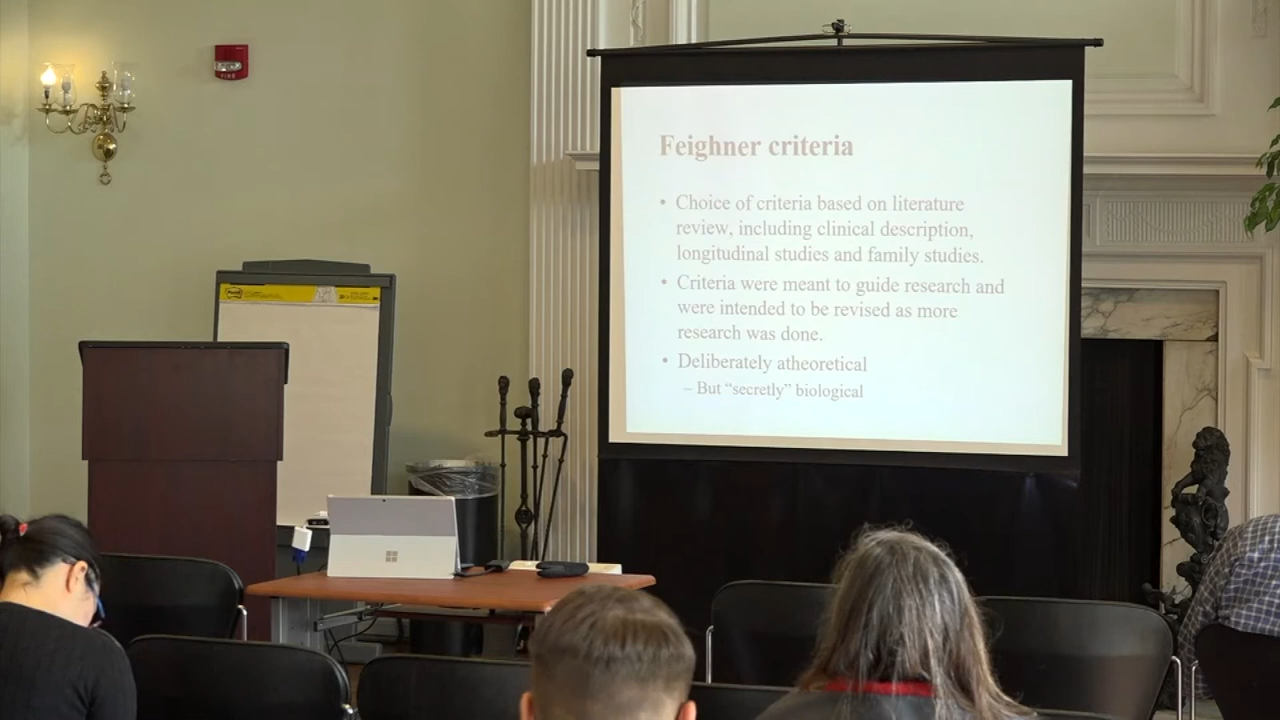 FIRE
Feighner criteria
• Choice of criteria based on literature
review, including clinical description,
longitudinal studies and family studies.
• Criteria were meant to guide research and
were intended to be revised as more
research was done.
• Deliberately atheoretical
– But “secretly” biological
Post-it